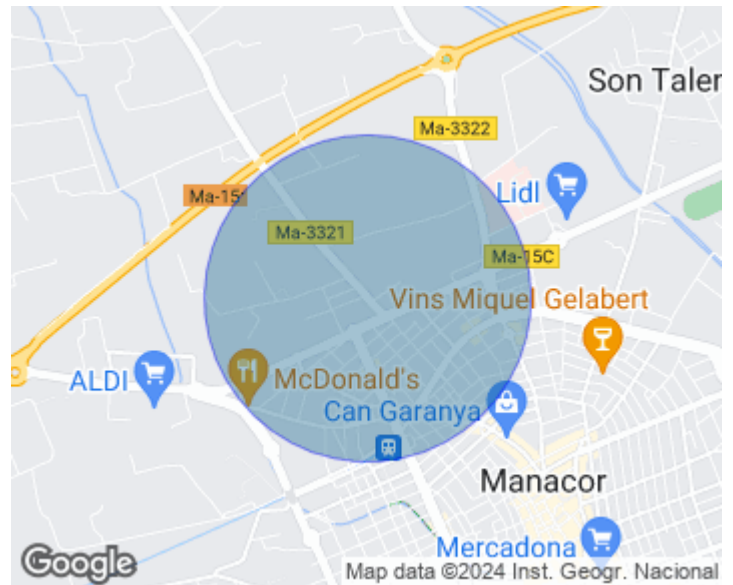 Son Taler
Ma-3322
Lidl
Ma-15
Ma-3321
Ma-15C
Vins Miquel Gelabert
ALDI
McDonald's
Can Garanya
Manacor
Mercadona
Google
Map data ©2024 Inst. Geogr. Nacional